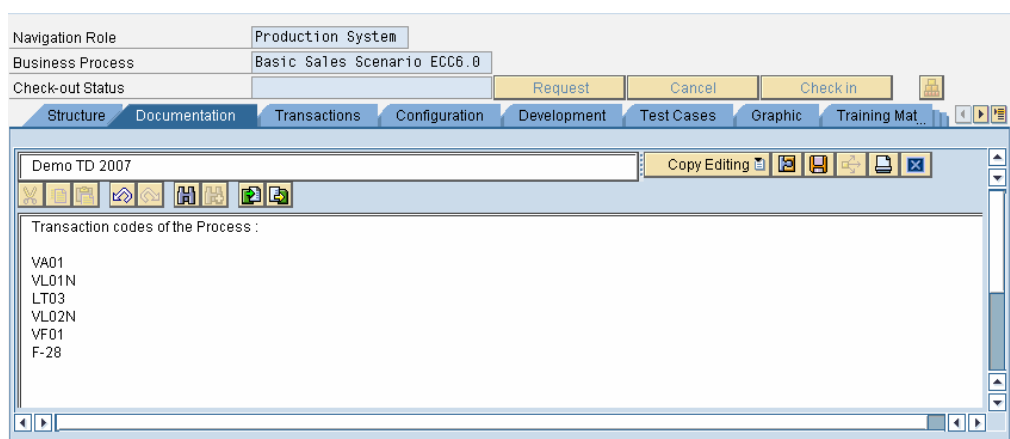 Navigation Role Production System
Business Process Basic Sales Scenario ECC6.0
Check-out Status Request Cancel Check in
Structure Documentation Transactions Configuration Development Test Cases Graphic Training Mat...
Demo TD 2007 Copy Editing
Transaction codes of the Process :
VA01
VL01N
LT03
VL02N
VF01
F-28